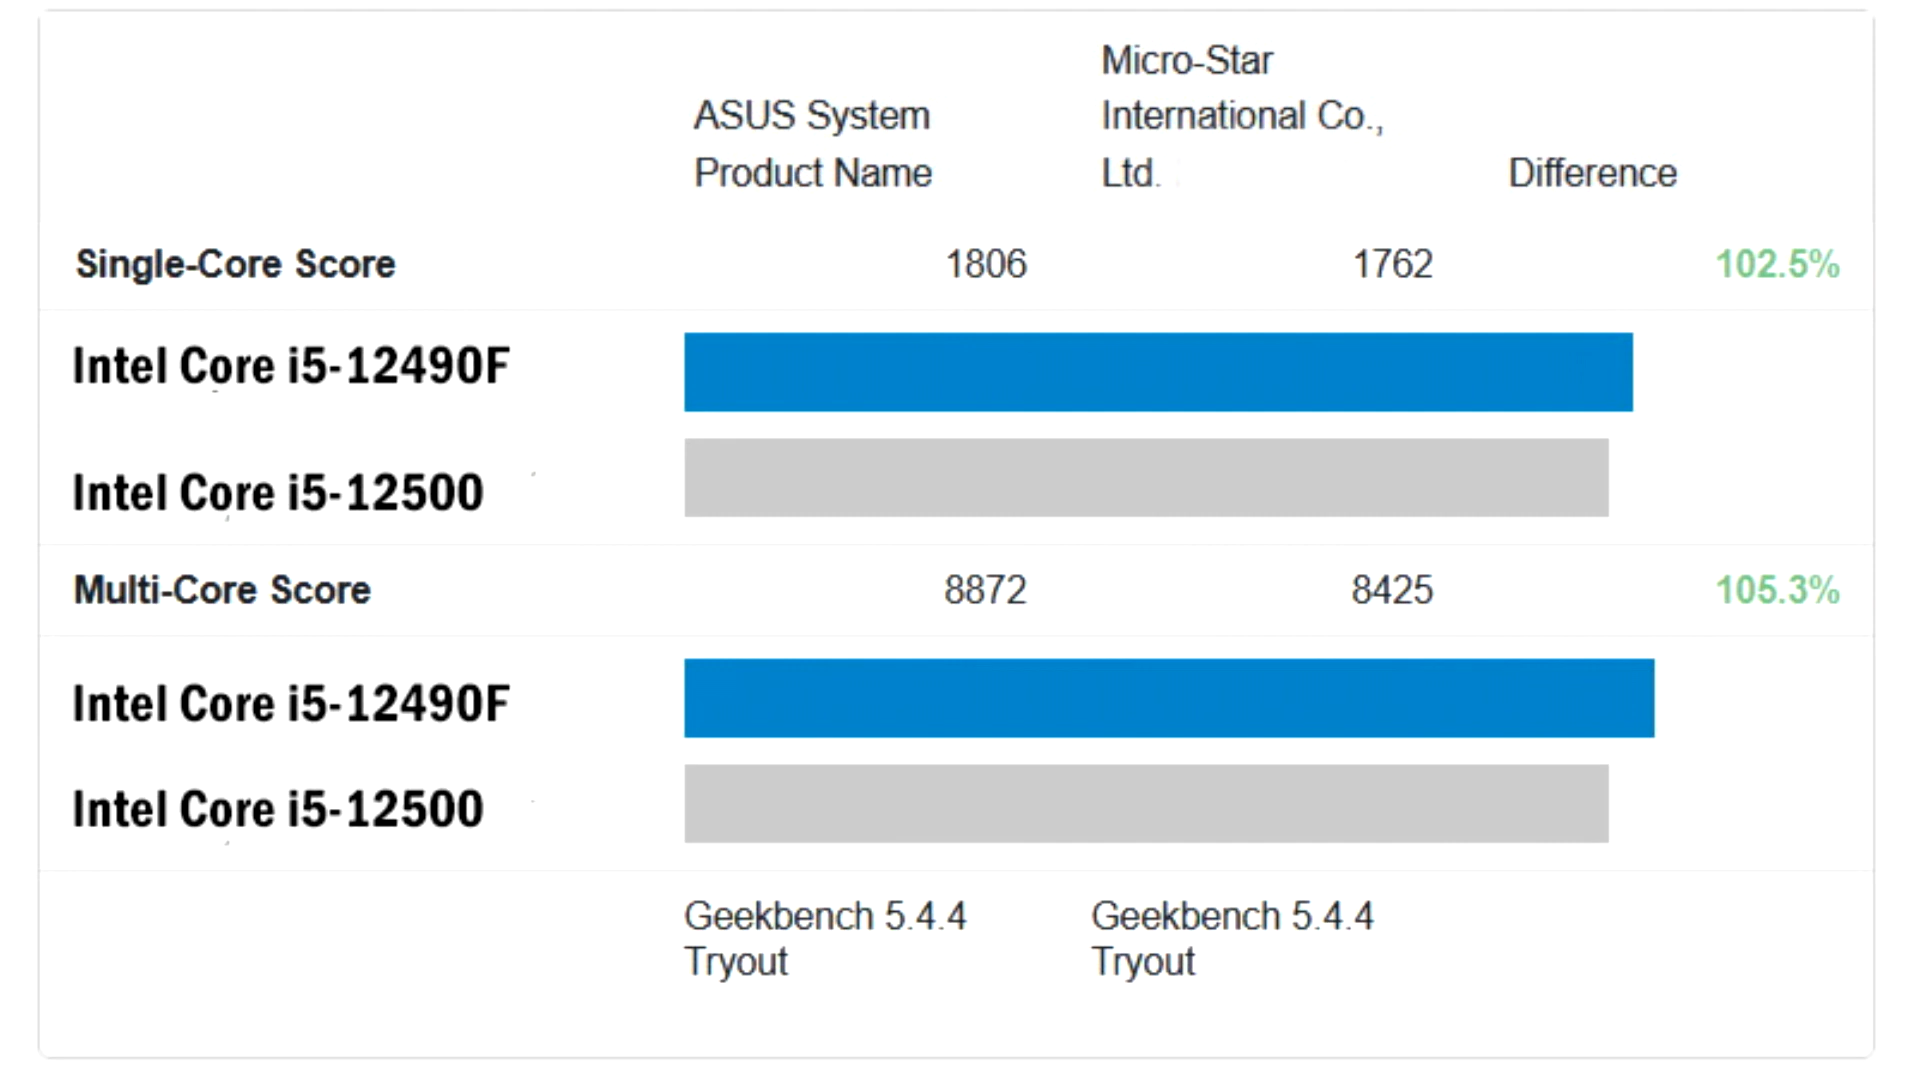 Micro-Star
ASUS System International Co.,
Product Name Ltd. Difference
Single-Core Score 1806 1762 102.5%
Intel Core i5-12490F
Intel Core i5-12500
Multi-Core Score 8872 8425 105.3%
Intel Core i5-12490F
Intel Core i5-12500
Geekbench 5.4.4 Geekbench 5.4.4
Tryout Tryout